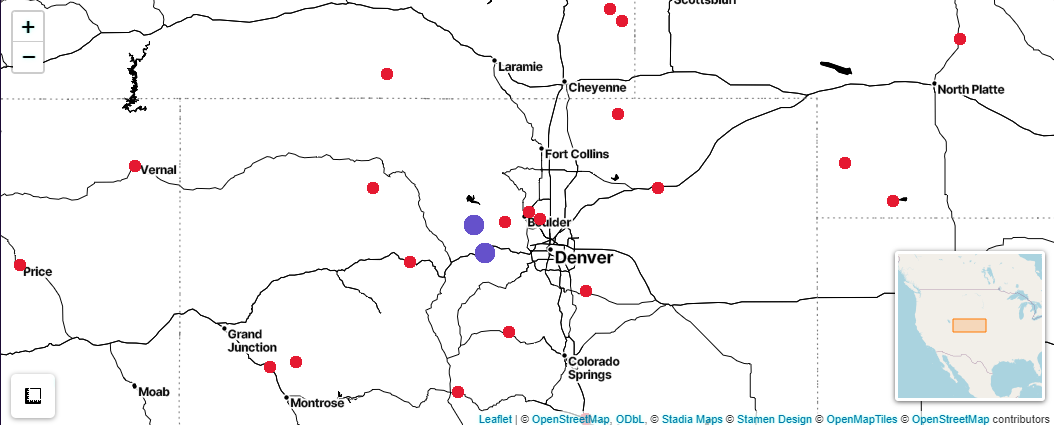 Scottsbluff
+
−
Laramie
Cheyenne
North Platte
Fort Collins
Vernal
Boulder
Denver
Price
Grand
Junction
Colorado
Springs
Moab
Montrose
Leaflet | © OpenStreetMap, ODbL, © Stadia Maps © Stamen Design © OpenMapTiles © OpenStreetMap contributors